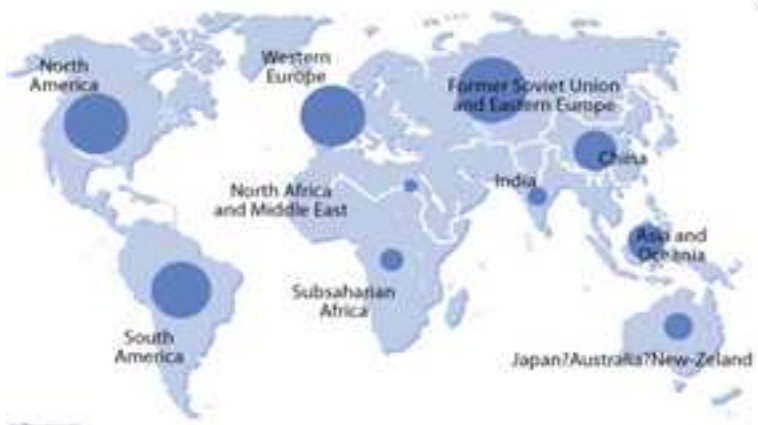 North
America
Western
Europe
Former Soviet Union
and Eastern Europe
China
India
North Africa
and Middle East
Asia and
Oceania
Subsaharian
Africa
South
America
Japan?Australia?New-Zeland